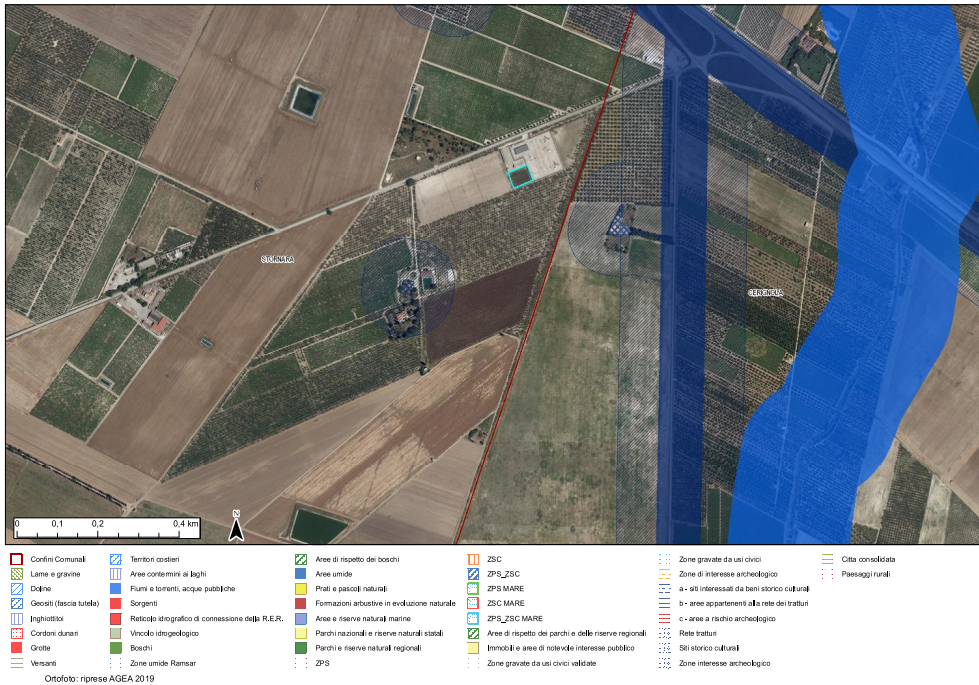 STORNARA
CERIGNOLA
0 0,1 0,2 0,4 km
N
Confini Comunali
Lame e gravine
Doline
Geositi (fascia tutela)
Inghiottitoi
Cordoni dunari
Grotte
Versanti
Territori costieri
Aree contermini ai laghi
Fiumi e torrenti, acque pubbliche
Sorgenti
Reticolo idrografico di connessione della R.E.R.
Vincolo idrogeologico
Boschi
Zone umide Ramsar
Aree di rispetto dei boschi
Aree umide
Prati e pascoli naturali
Formazioni arbustive in evoluzione naturale
Aree e riserve naturali marine
Parchi nazionali e riserve naturali statali
Parchi e riserve naturali regionali
ZPS
ZSC
ZPS_ZSC
ZPS MARE
ZSC MARE
ZPS_ZSC MARE
Aree di rispetto dei parchi e delle riserve regionali
Immobili e aree di notevole interesse pubblico
Zone gravate da usi civici validate
Zone gravate da usi civici
Zone di interesse archeologico
a - siti interessati da beni storico culturali
b - aree appartenenti alla rete dei tratturi
c - aree a rischio archeologico
Rete tratturi
Siti storico culturali
Zone interesse archeologico
Citta consolidata
Paesaggi rurali
Ortofoto: riprese AGEA 2019